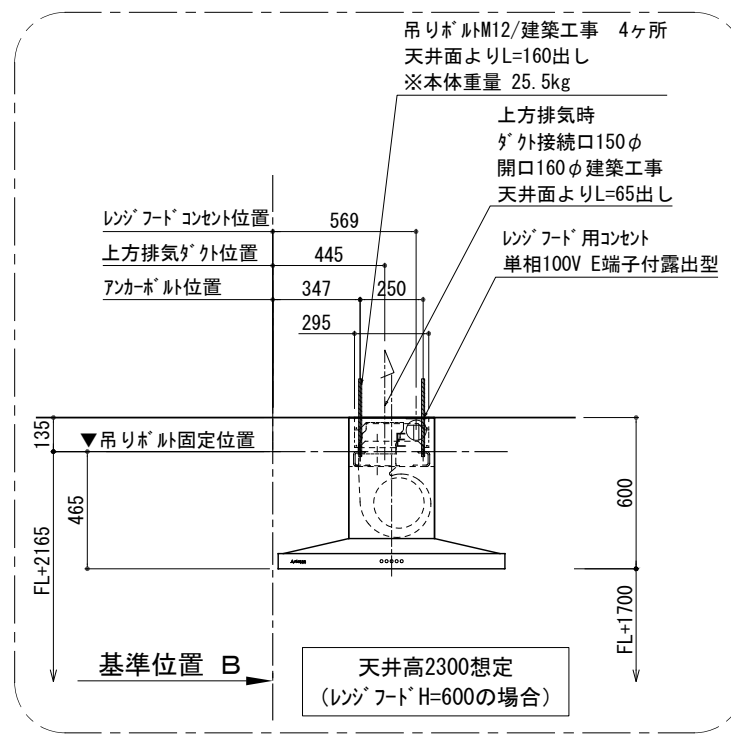 吊りボルトM12/建築工事 4ヶ所
天井面よりL=160出し
※本体重量 25.5kg
上方排気時
ダクト接続口150φ
開口160φ建築工事
天井面よりL=65出し
レンジフード用コンセント
単相100V E端子付露出型
レンジフードコンセント位置 569
上方排気ダクト位置 445
アンカーボルト位置 347 250
295
135
▼吊りボルト固定位置
E
465
600
FL+2165
FL+1700
基準位置 B
天井高2300想定
(レンジフードH=600の場合)